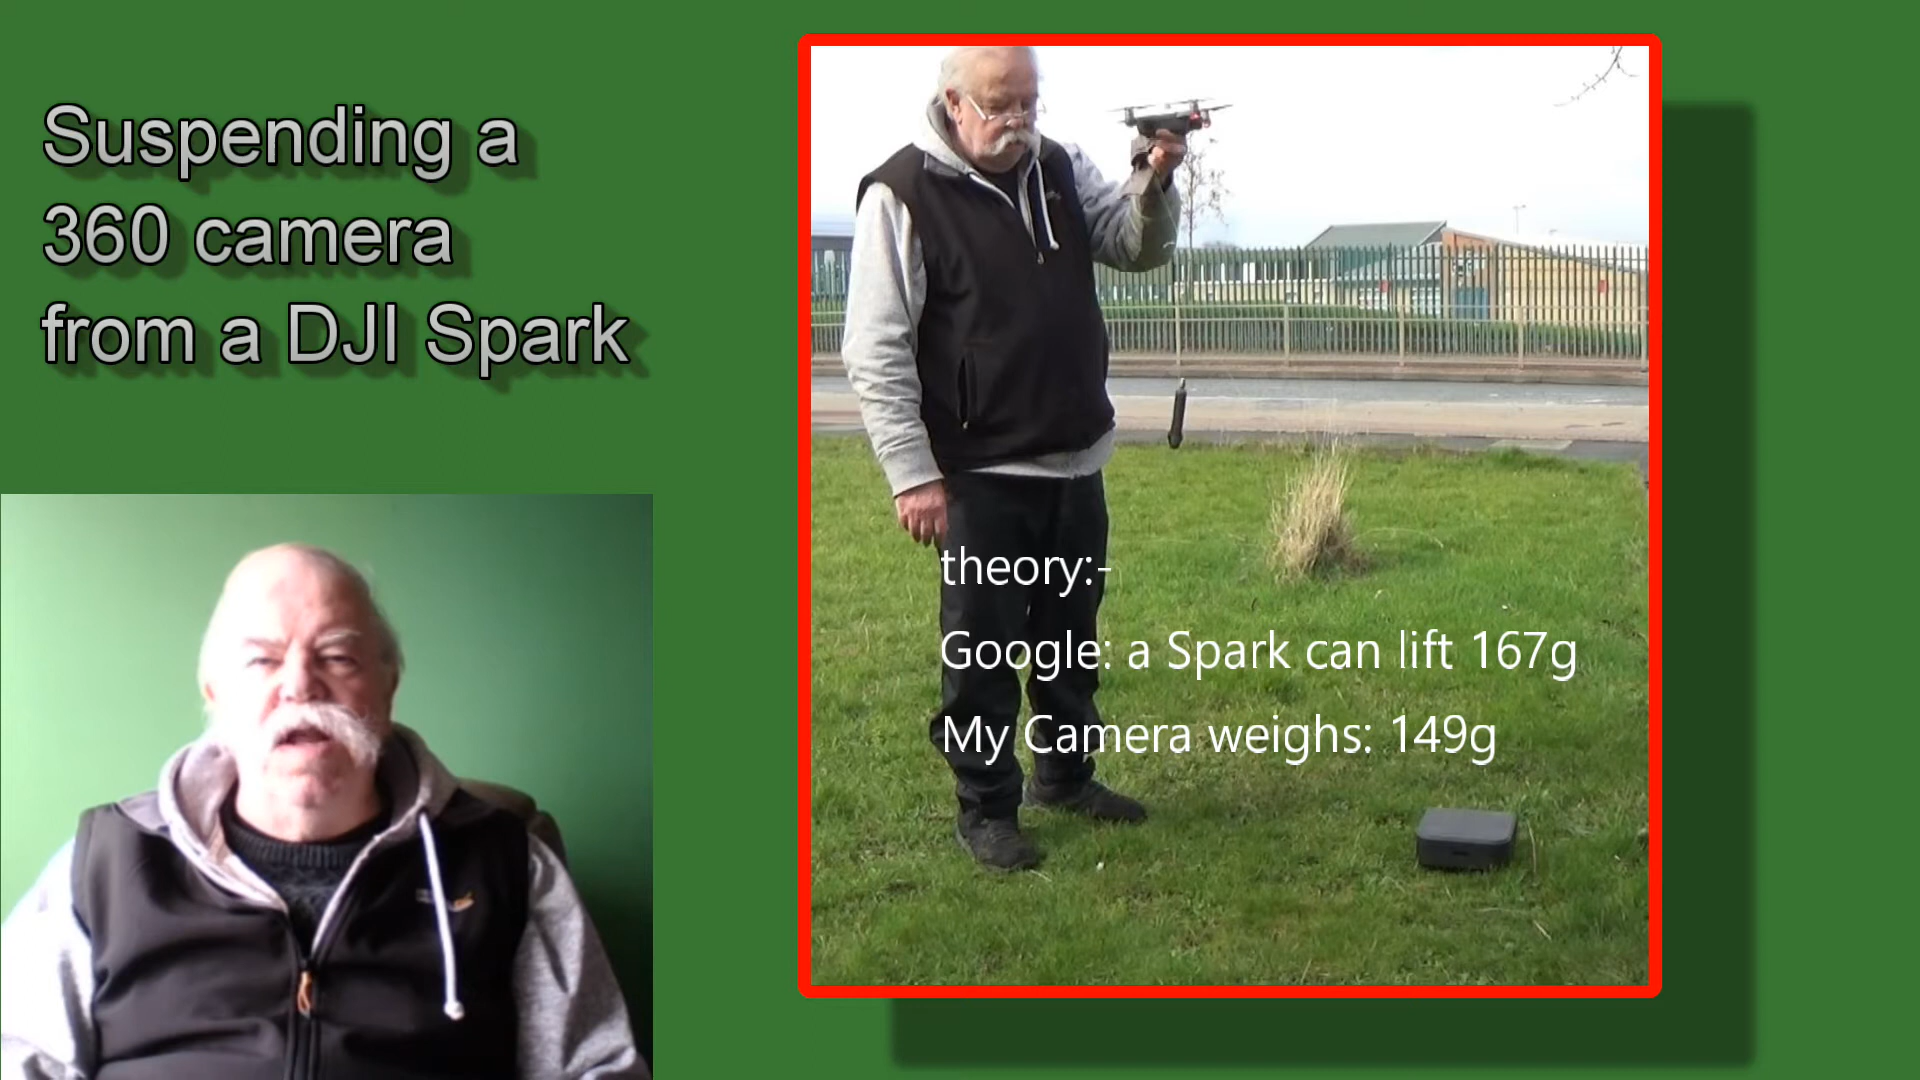 Suspending a
360 camera
from a DJI Spark
theory:-
Google: a Spark can lift 167g
My Camera weighs: 149g